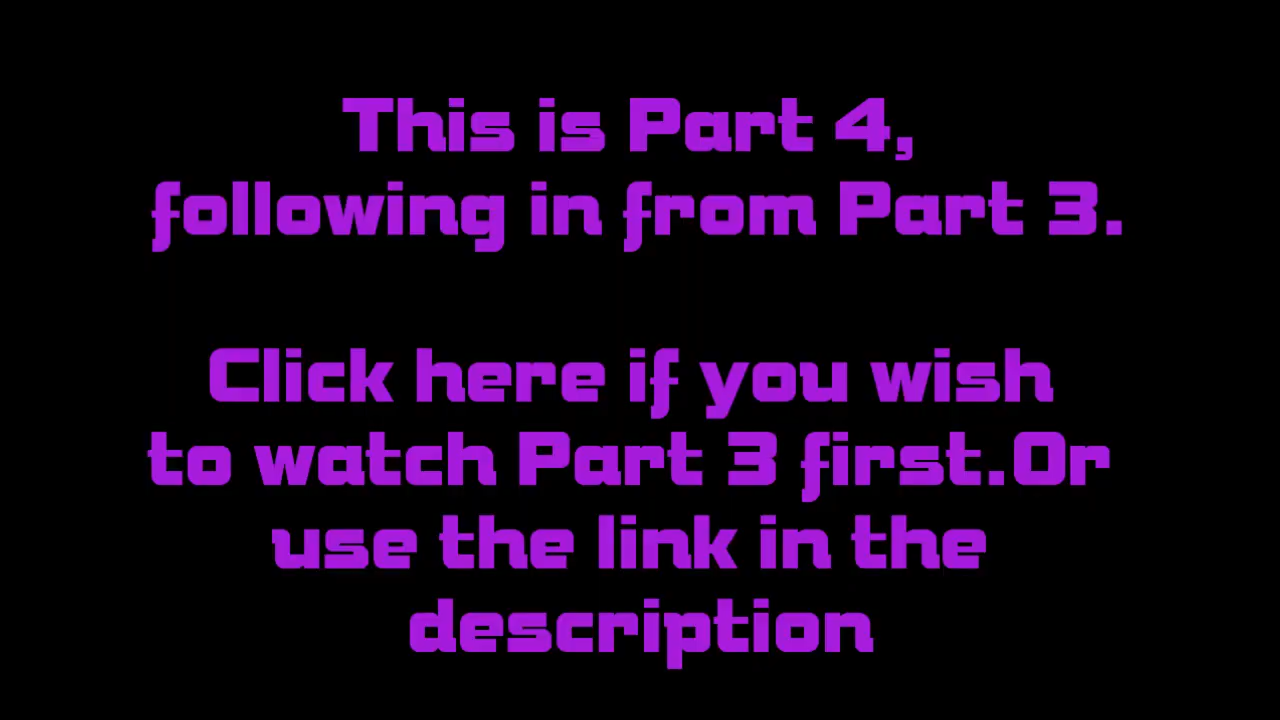 This is Part 4,
following in from Part 3.
Click here if you wish
to watch Part 3 first.Or
use the link in the
description